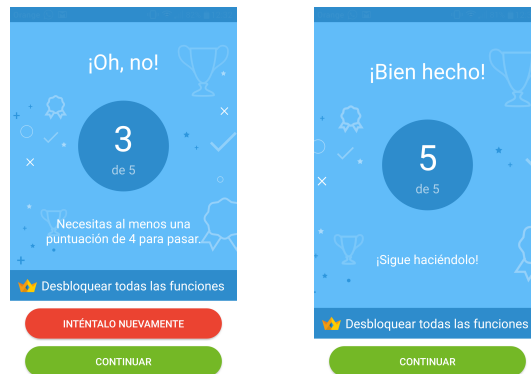 ¡Oh, no!
3
de 5
Necesitas al menos una
puntuación de 4 para pasar.
Desbloquear todas las funciones
INTÉNTALO NUEVAMENTE
CONTINUAR
¡Bien hecho!
5
de 5
¡Sigue haciéndolo!
Desbloquear todas las funciones
CONTINUAR